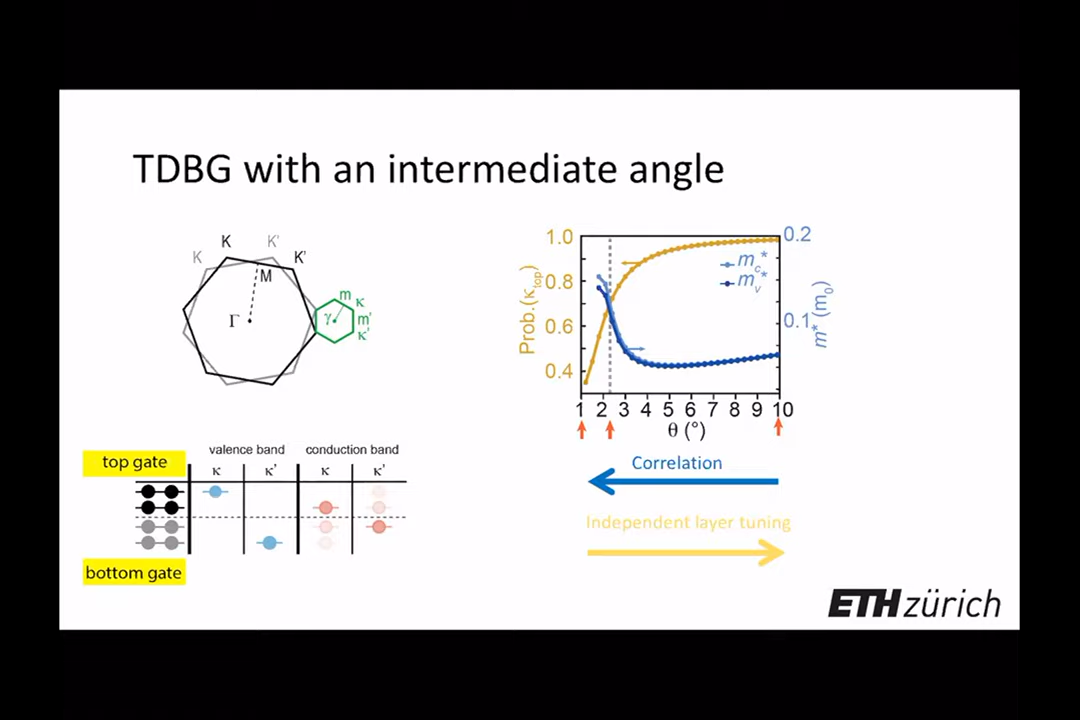 TDBG with an intermediate angle
K K K' K'
M
Γ
m κ
γ m'
κ'
valence band conduction band
top gate
κ κ' κ κ'
bottom gate
1.0 0.8 0.6 0.4
Prob.(κtop)
mc*
mv*
0.2
0.1
m* (m0)
1 2 3 4 5 6 7 8 9 10
θ (°)
Correlation
Independent layer tuning
ETH zürich